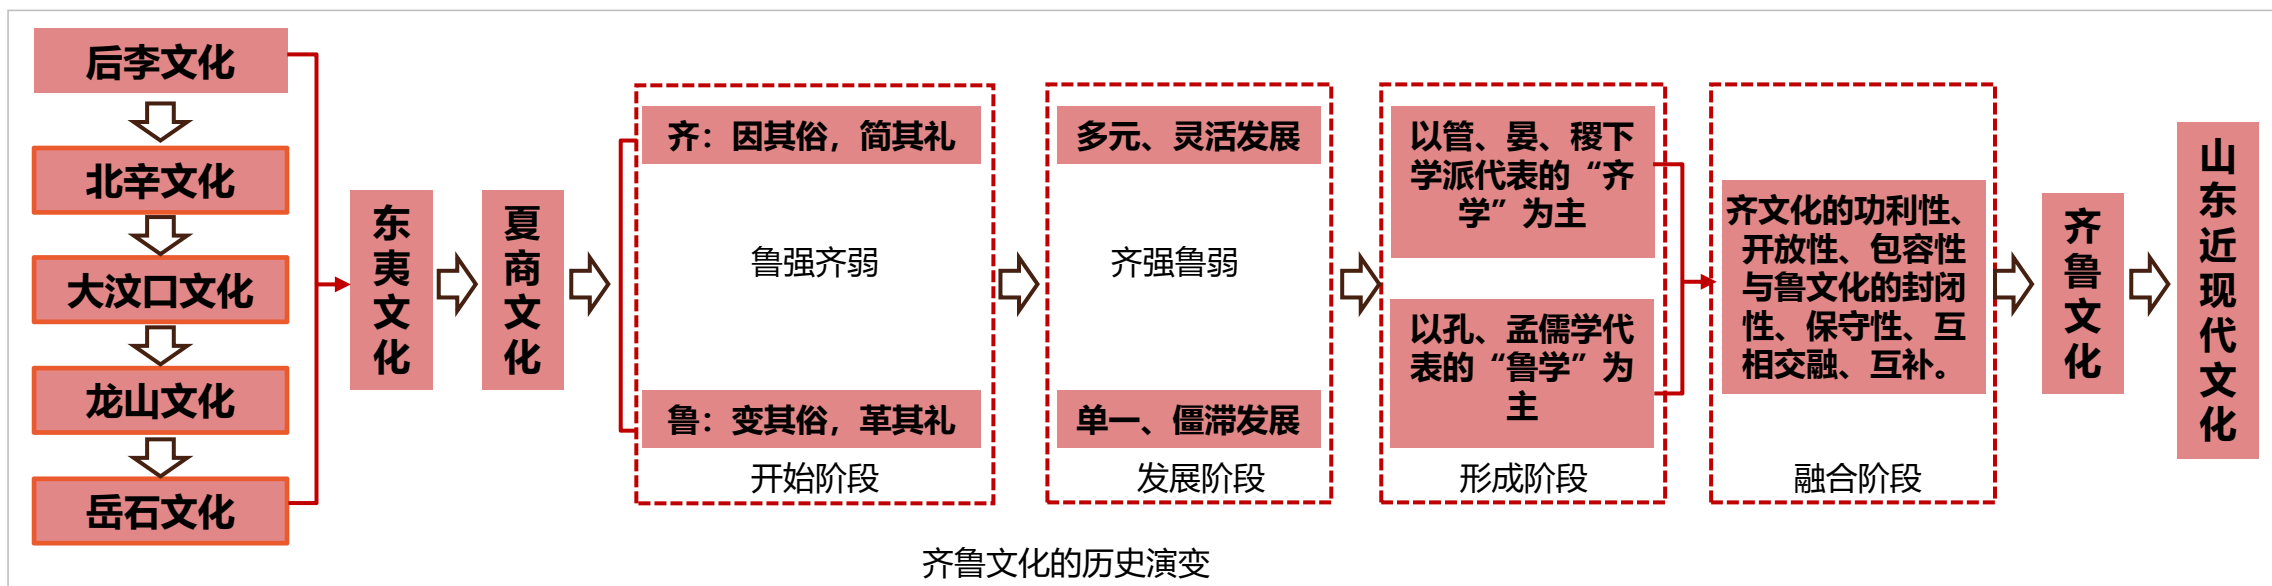 后李文化
北辛文化
大汶口文化
龙山文化
岳石文化
东夷文化
夏商文化
齐：因其俗，简其礼
鲁强齐弱
鲁：变其俗，革其礼
开始阶段
多元、灵活发展
齐强鲁弱
单一、僵滞发展
发展阶段
以管、晏、稷下
学派代表的“齐
学”为主
以孔、孟儒学代
表的“鲁学”为
主
形成阶段
齐文化的功利性、
开放性、包容性
与鲁文化的封闭
性、保守性、互
相交融、互补。
融合阶段
齐鲁文化
山东近现代文化
齐鲁文化的历史演变